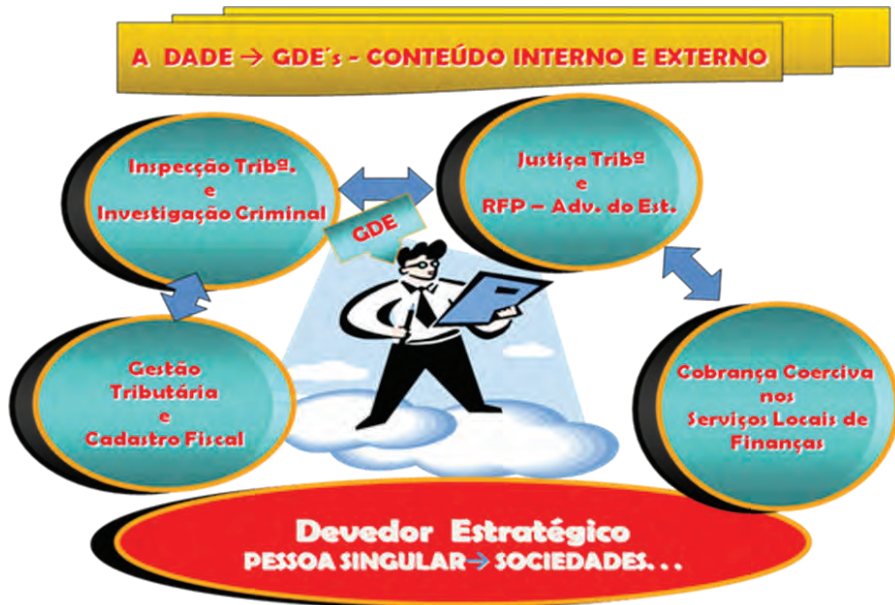 A DADE → GDE´s - CONTEÚDO INTERNO E EXTERNO
Inspecção Tribª.
e
Investigação Criminal
Justiça Tribª
e
RFP – Adv. do Est.
GDE
Gestão
Tributária
e
Cadastro Fiscal
Cobrança Coerciva
nos
Serviços Locais de
Finanças
Devedor Estratégico
PESSOA SINGULAR→ SOCIEDADES. . .